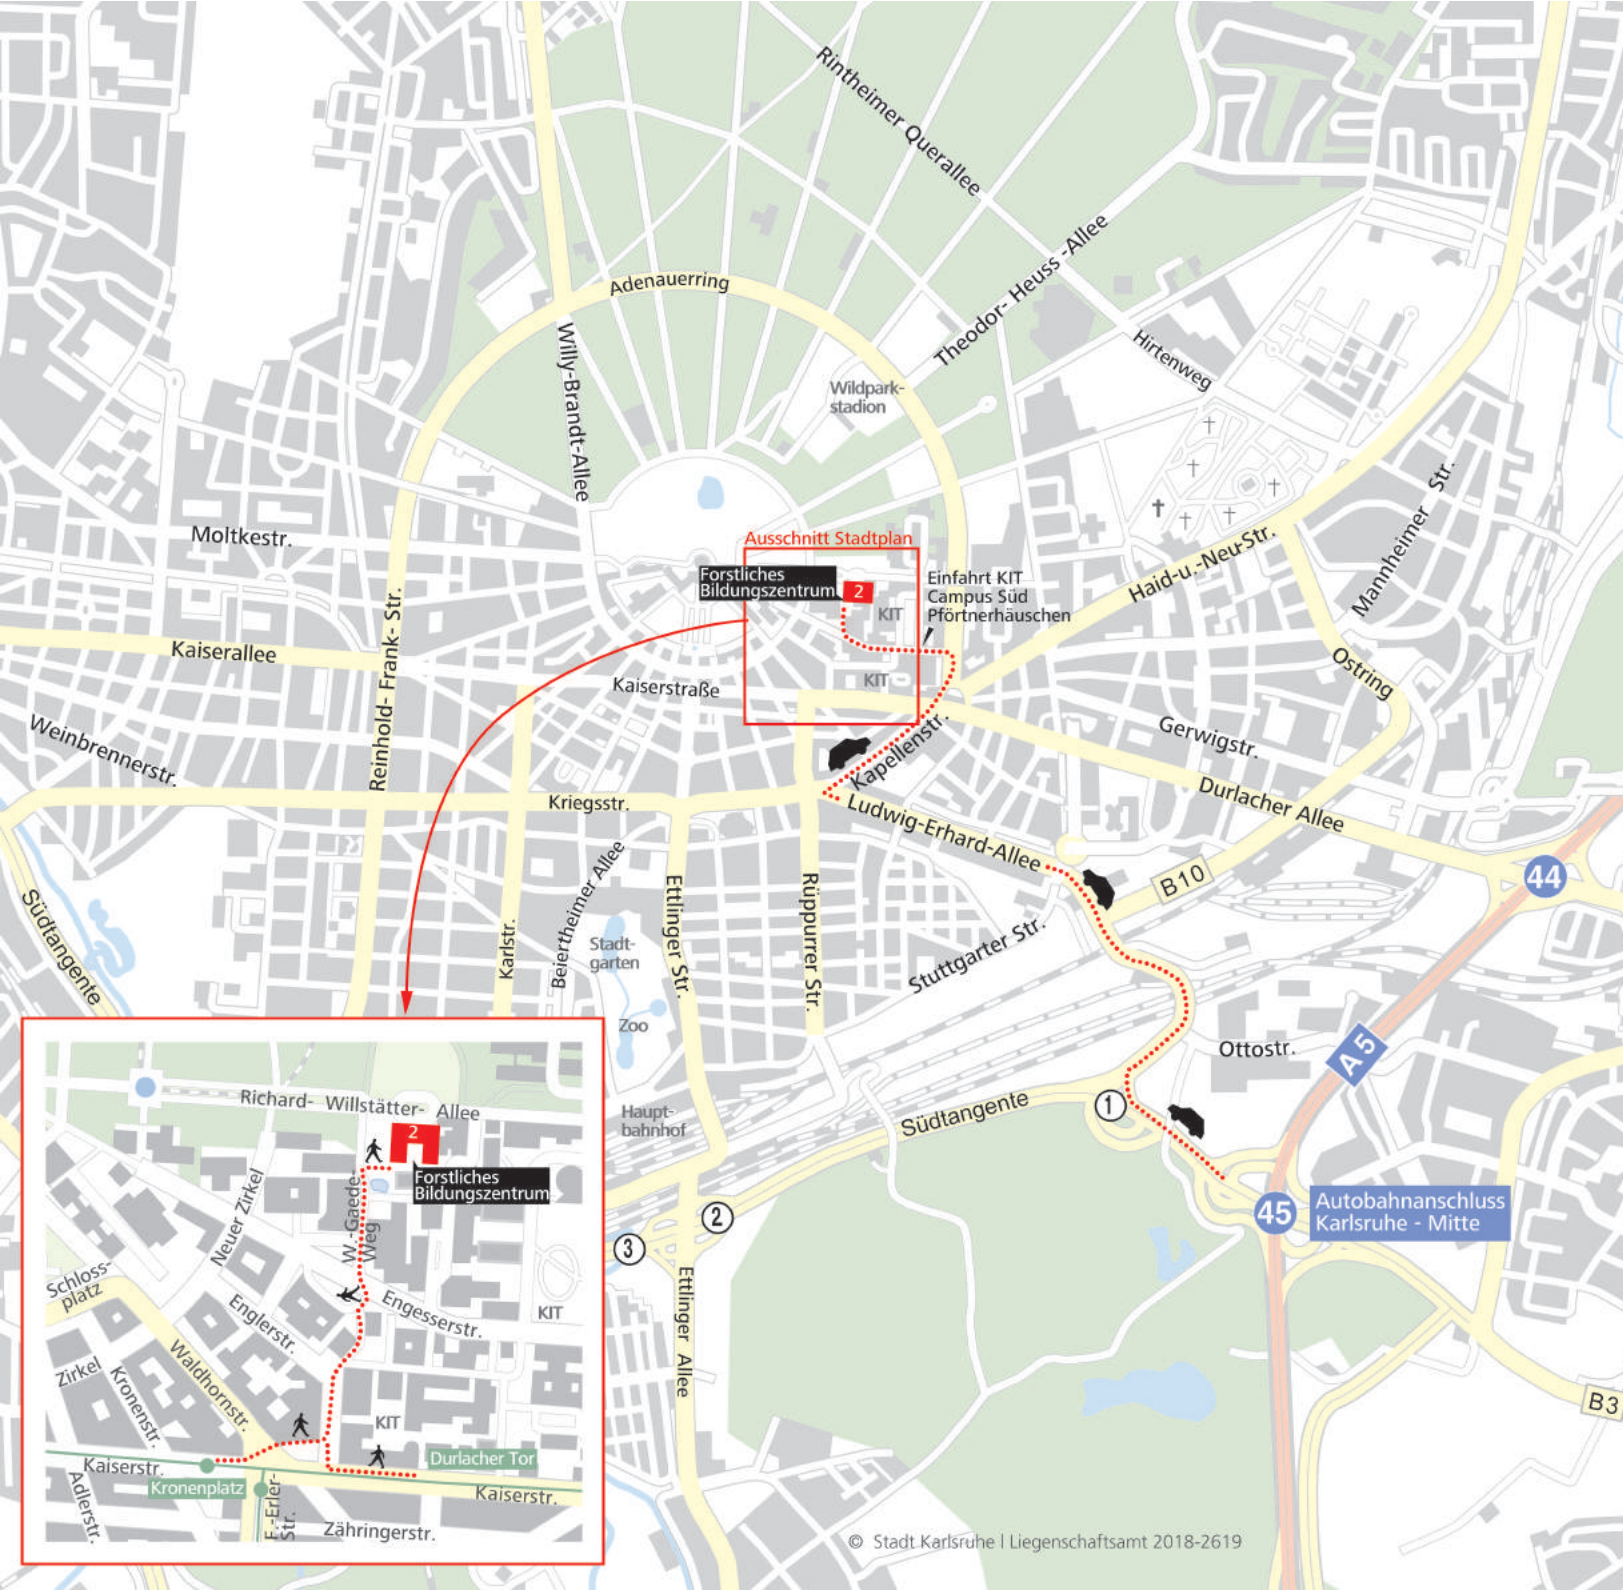 Rintheimer Querallee
Adenauerring
Theodor- Heuss -Allee
Willy-Brandt-Allee
Hirtenweg
Wildpark-
stadion
Mannheimer Str.
Moltkestr.
Ausschnitt Stadtplan
Haid-u.-Neu-Str.
Forstliches
Bildungszentrum
2
KIT
Einfahrt KIT
Campus Süd
Pförtnerhäuschen
Reinhold- Frank- Str.
Kaiserallee
Kaiserstraße
KIT
Ostring
Weinbrennerstr.
Kapellenstr.
Gerwigstr.
Kriegsstr.
Ludwig-Erhard-Allee
Durlacher Allee
B10
44
Südtangente
Karlstr.
Beiertheimer Allee
Ettlinger Str.
Rüppurrer Str.
Stuttgarter Str.
Stadt-
garten
Zoo
Ottostr.
A 5
Haupt-
bahnhof
Südtangente
1
2
3
45
Autobahnanschluss
Karlsruhe - Mitte
Ettlinger Allee
B3
Richard- Willstätter- Allee
2
Forstliches
Bildungszentrum
W.-Gaede-
Weg
Neuer Zirkel
Schloss-
platz
Englerstr.
Engesserstr.
KIT
Zirkel
Kronenstr.
Waldhornstr.
KIT
Durlacher Tor
Kaiserstr.
Kronenplatz
Kaiserstr.
Adlerstr.
F.-Erler-
Str.
Zähringerstr.
© Stadt Karlsruhe | Liegenschaftsamt 2018-2619